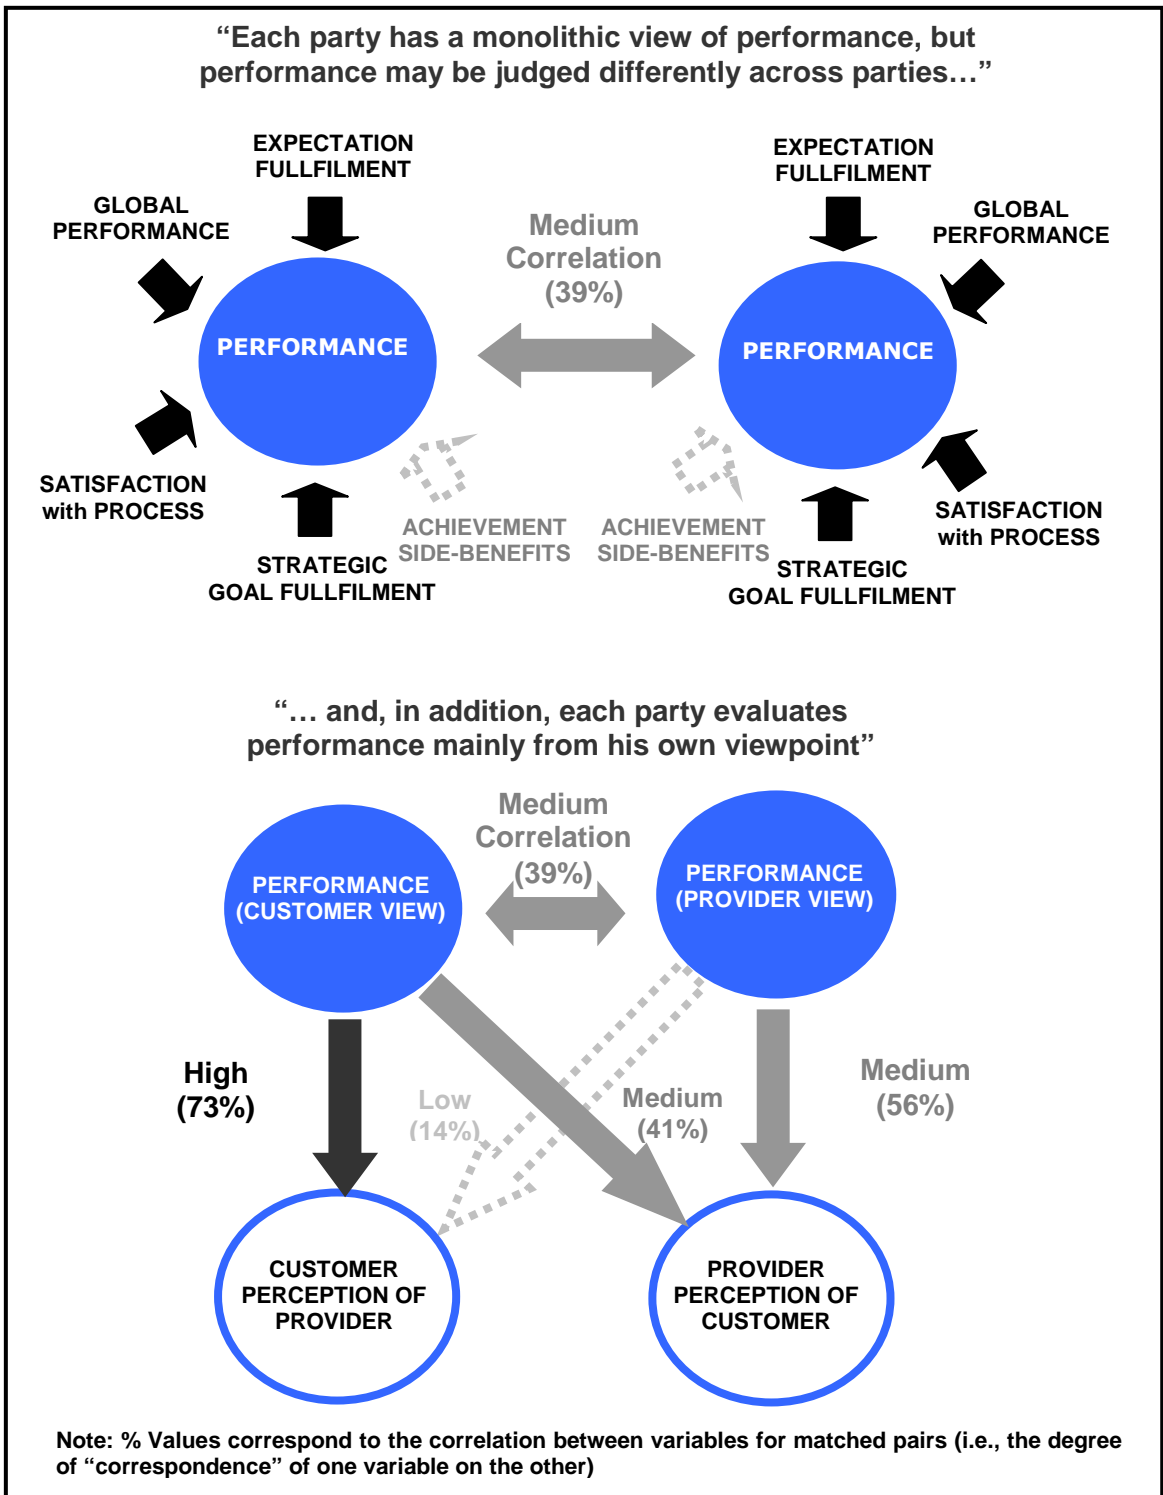 “Each party has a monolithic view of performance, but
performance may be judged differently across parties…”
EXPECTATION
FULLFILMENT
GLOBAL
PERFORMANCE
PERFORMANCE
SATISFACTION
with PROCESS
STRATEGIC
GOAL FULLFILMENT
ACHIEVEMENT
SIDE-BENEFITS
Medium
Correlation
(39%)
EXPECTATION
FULLFILMENT
GLOBAL
PERFORMANCE
PERFORMANCE
ACHIEVEMENT
SIDE-BENEFITS
SATISFACTION
with PROCESS
STRATEGIC
GOAL FULLFILMENT
“… and, in addition, each party evaluates
performance mainly from his own viewpoint”
Medium
Correlation
(39%)
PERFORMANCE
(CUSTOMER VIEW)
PERFORMANCE
(PROVIDER VIEW)
High
(73%)
Low
(14%)
Medium
(41%)
Medium
(56%)
CUSTOMER
PERCEPTION OF
PROVIDER
PROVIDER
PERCEPTION OF
CUSTOMER
Note: % Values correspond to the correlation between variables for matched pairs (i.e., the degree
of “correspondence” of one variable on the other)